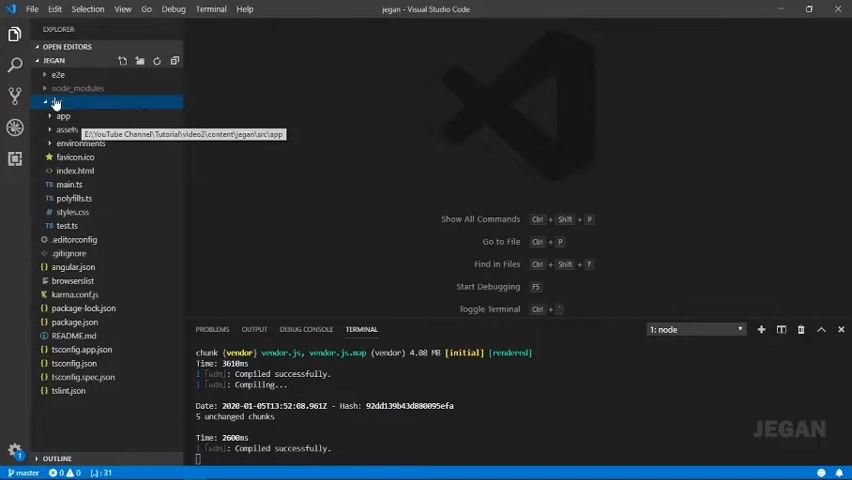 File Edit Selection View Go Debug Terminal Help
jegan - Visual Studio Code
EXPLORER
OPEN EDITORS
JEGAN
e2e
node_modules
app
assets
E:\YouTube Channel\Tutorial\video2\content\jegan\src\app
environments
favicon.ico
index.html
TS main.ts
TS polyfills.ts
# styles.css
TS test.ts
.editorconfig
.gitignore
{} angular.json
browserslist
karma.conf.js
{} package-lock.json
{} package.json
README.md
{} tsconfig.app.json
{} tsconfig.json
{} tsconfig.spec.json
{} tslint.json
OUTLINE
Show All Commands Ctrl + Shift + P
Go to File Ctrl + P
Find in Files Ctrl + Shift + F
Start Debugging F5
Toggle Terminal Ctrl + `
PROBLEMS OUTPUT DEBUG CONSOLE TERMINAL
1: node
chunk {vendor} vendor.js, vendor.js.map (vendor) 4.08 MB [initial] [rendered]
Time: 3610ms
i ｢wdm｣: Compiled successfully.
i ｢wdm｣: Compiling...
Date: 2020-01-05T13:52:08.961Z - Hash: 92dd139b43d880095efa
5 unchanged chunks
Time: 2600ms
i ｢wdm｣: Compiled successfully.
JEGAN
1
master 0 0 {..} : 31